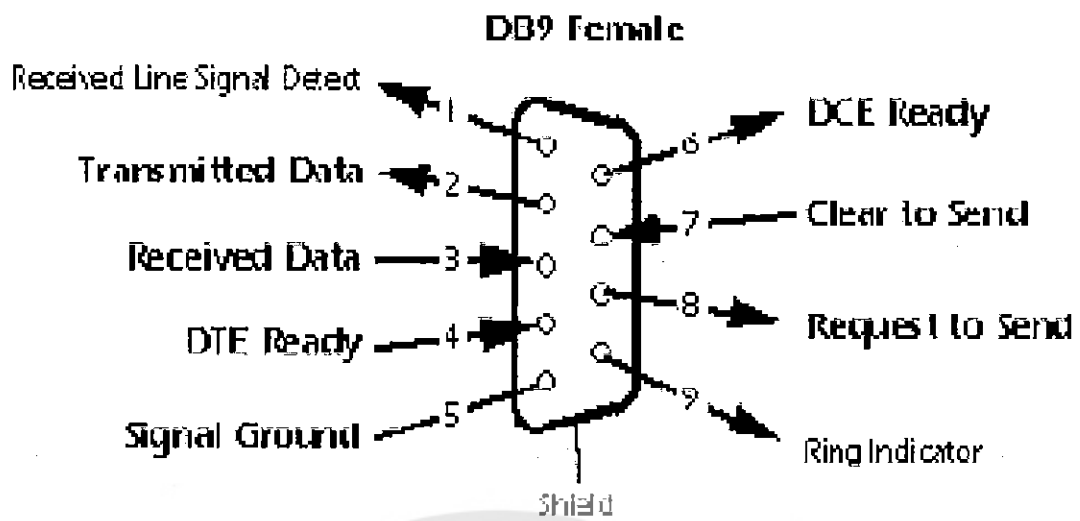 DB9 Female
Received Line Signal Detect
1
6
DCE Ready
Transmitted Data
2
7
Clear to Send
Received Data
3
8
Request to Send
DTE Ready
4
9
Ring Indicator
Signal Ground
5
Shield